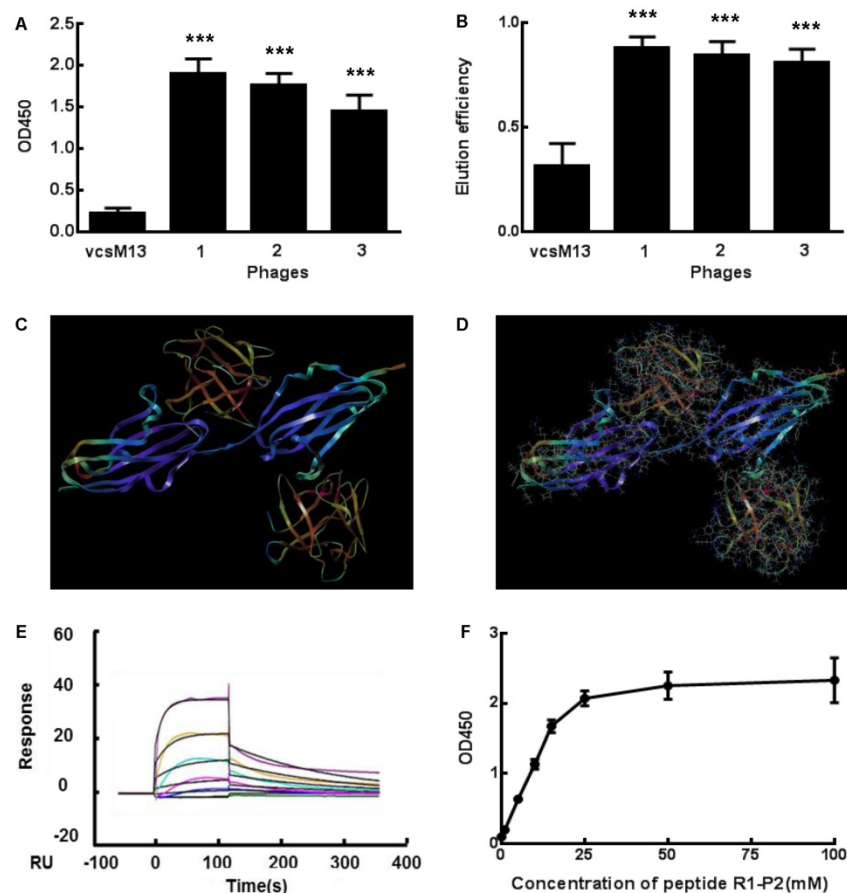 A
2.5
2.0
1.5
1.0
0.5
0.0
OD450
***
***
***
vcsM13 1 2 3
Phages
B
1.0
0.5
0.0
Elution efficiency
***
***
***
vcsM13 1 2 3
Phages
C
D
E
60
40
20
0
-20
Response
RU
-100 0 100 200 300 400
Time(s)
F
3
2
1
0
OD450
0 25 50 75 100
Concentration of peptide R1-P2(mM)